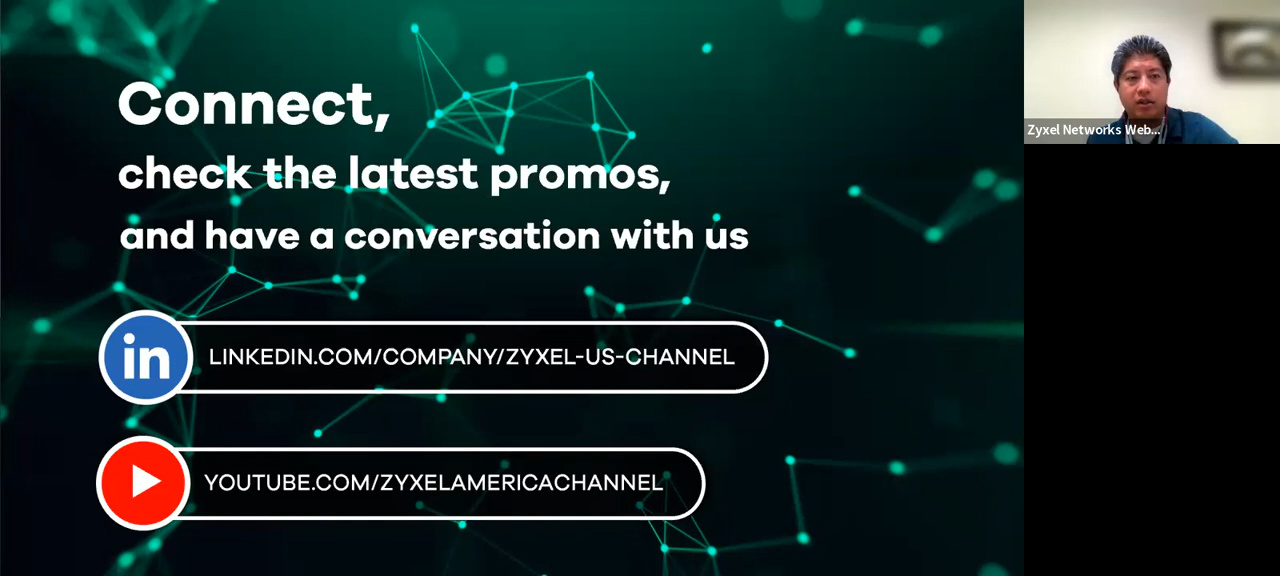 Connect,
check the latest promos,
and have a conversation with us
in LINKEDIN.COM/COMPANY/ZYXEL-US-CHANNEL
YOUTUBE.COM/ZYXELAMERICACHANNEL
Zyxel Networks Web...